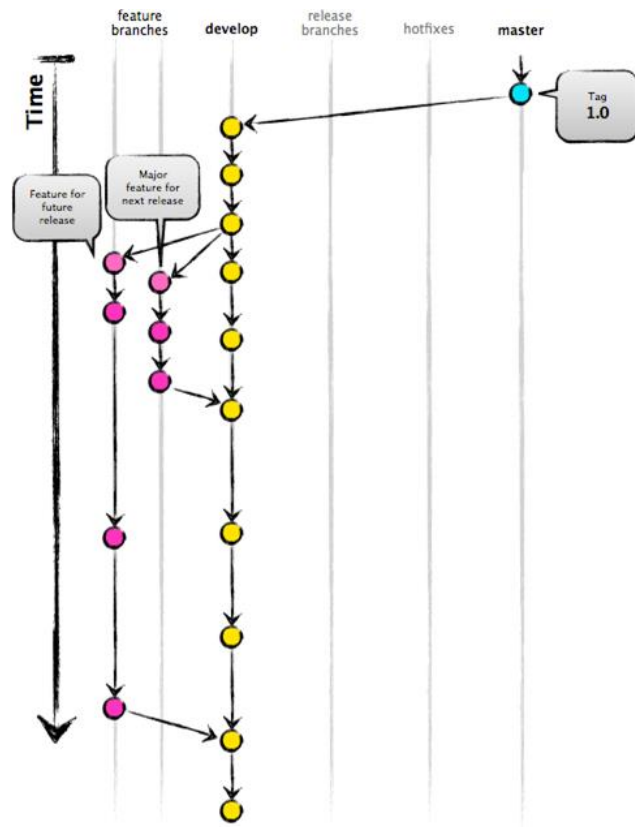 feature
branches
develop
release
branches
hotfixes
master
Time
Tag
1.0
Major
feature for
next release
Feature for
future
release